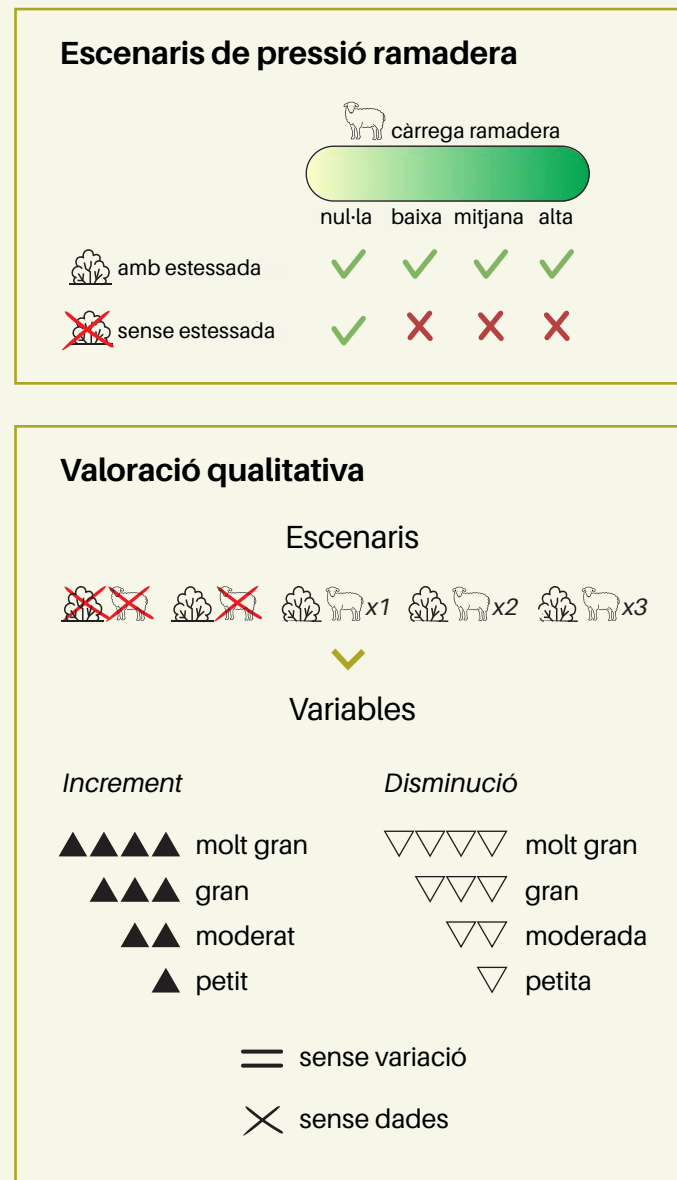 Escenaris de pressió ramadera
càrrega ramadera
nul·la baixa mitjana alta
amb estessada
sense estessada
Valoració qualitativa
Escenaris
x1 x2 x3
Variables
Increment Disminució
molt gran molt gran
gran gran
moderat moderada
petit petita
sense variació
sense dades